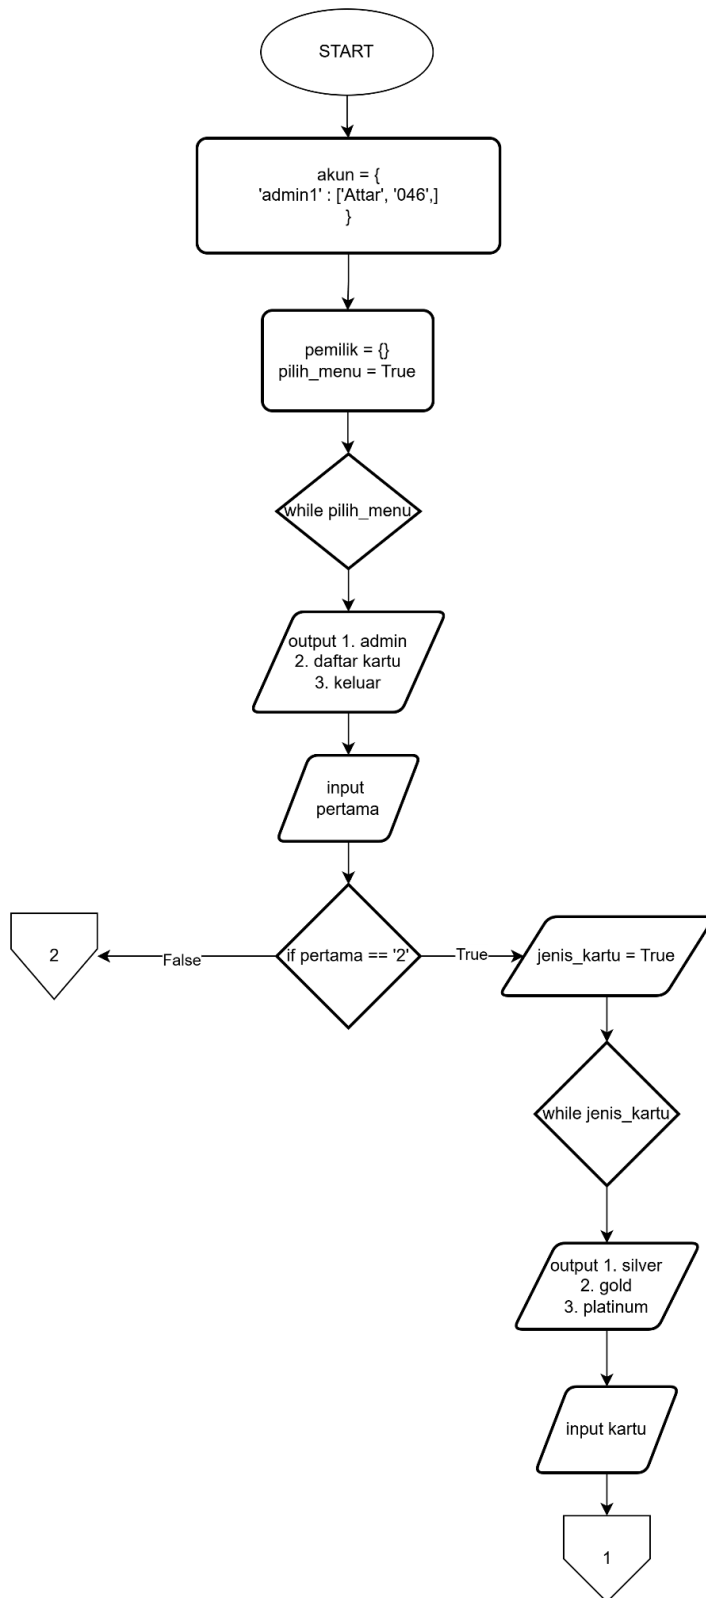 START
akun = {
'admin1' : ['Attar', '046',]
}
pemilik = {}
pilih_menu = True
while pilih_menu
output 1. admin
2. daftar kartu
3. keluar
input
pertama
2
False
if pertama == '2'
True
jenis_kartu = True
while jenis_kartu
output 1. silver
2. gold
3. platinum
input kartu
1